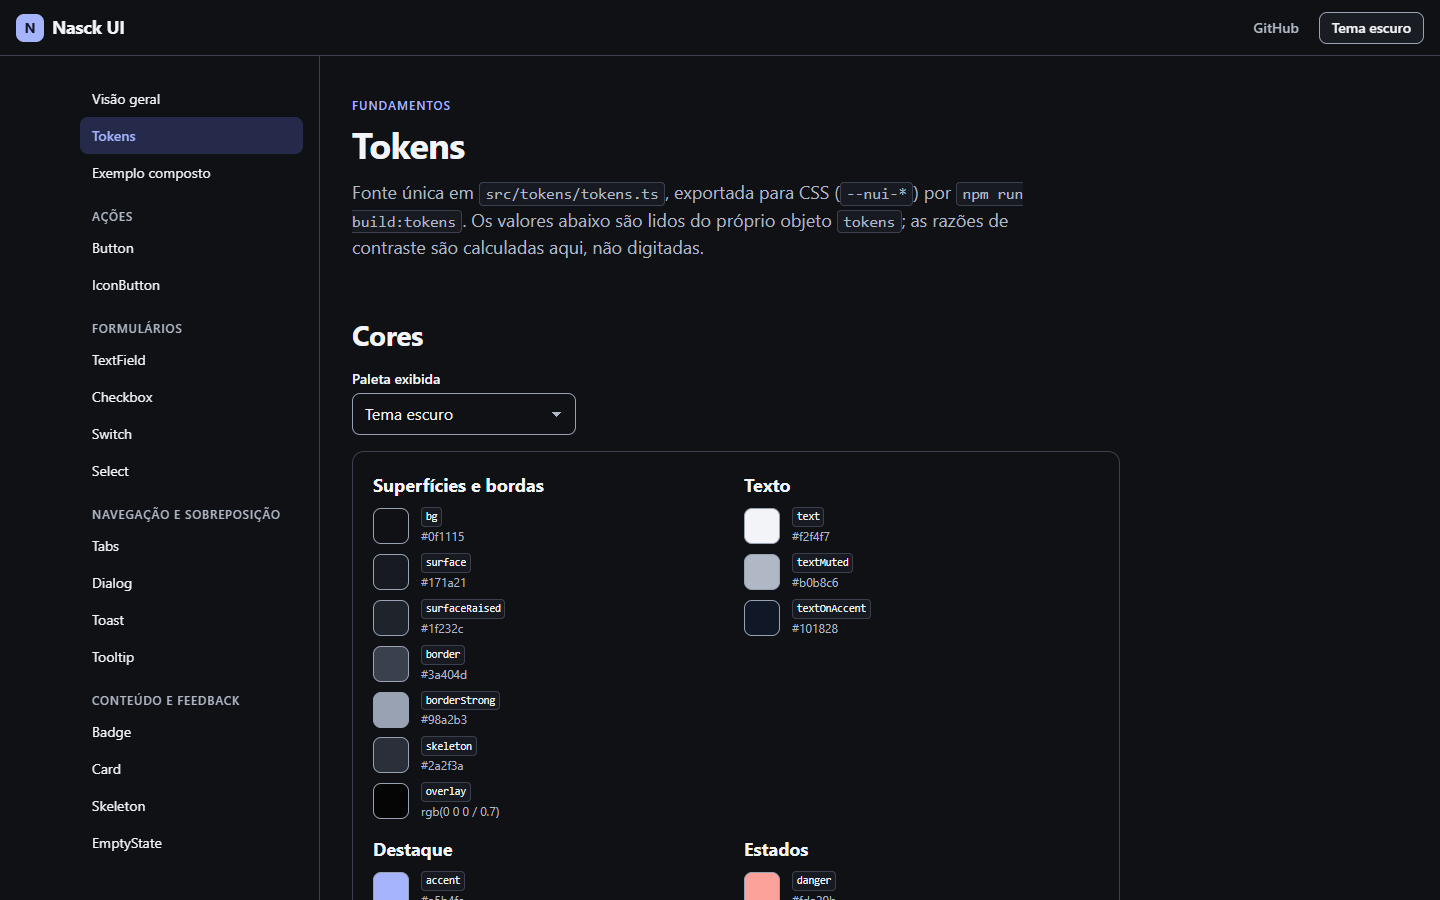 N Nasck UI
GitHub
Tema escuro
Visão geral
Tokens
Exemplo composto
AÇÕES
Button
IconButton
FORMULÁRIOS
TextField
Checkbox
Switch
Select
NAVEGAÇÃO E SOBREPOSIÇÃO
Tabs
Dialog
Toast
Tooltip
CONTEÚDO E FEEDBACK
Badge
Card
Skeleton
EmptyState
FUNDAMENTOS
Tokens
Fonte única em src/tokens/tokens.ts, exportada para CSS (--nui-*) por npm run
build:tokens. Os valores abaixo são lidos do próprio objeto tokens; as razões de
contraste são calculadas aqui, não digitadas.
Cores
Paleta exibida
Tema escuro
Superfícies e bordas
bg
#0f1115
surface
#171a21
surfaceRaised
#1f232c
border
#3a404d
borderStrong
#98a2b3
skeleton
#2a2f3a
overlay
rgb(0 0 0 / 0.7)
Texto
text
#f2f4f7
textMuted
#b0b8c6
textOnAccent
#101828
Destaque
accent
Estados
danger